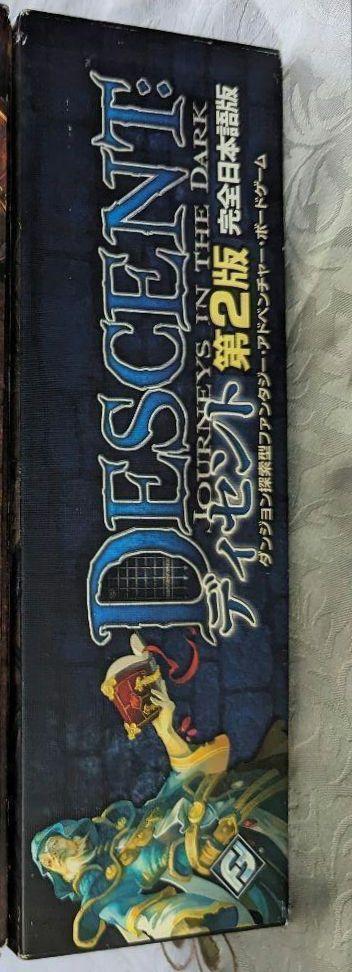 DESCENT:
JOURNEYS IN THE DARK
ディセント 第2版 完全日本語版
ダンジョン探索型ファンタジー・アドベンチャー・ボードゲーム